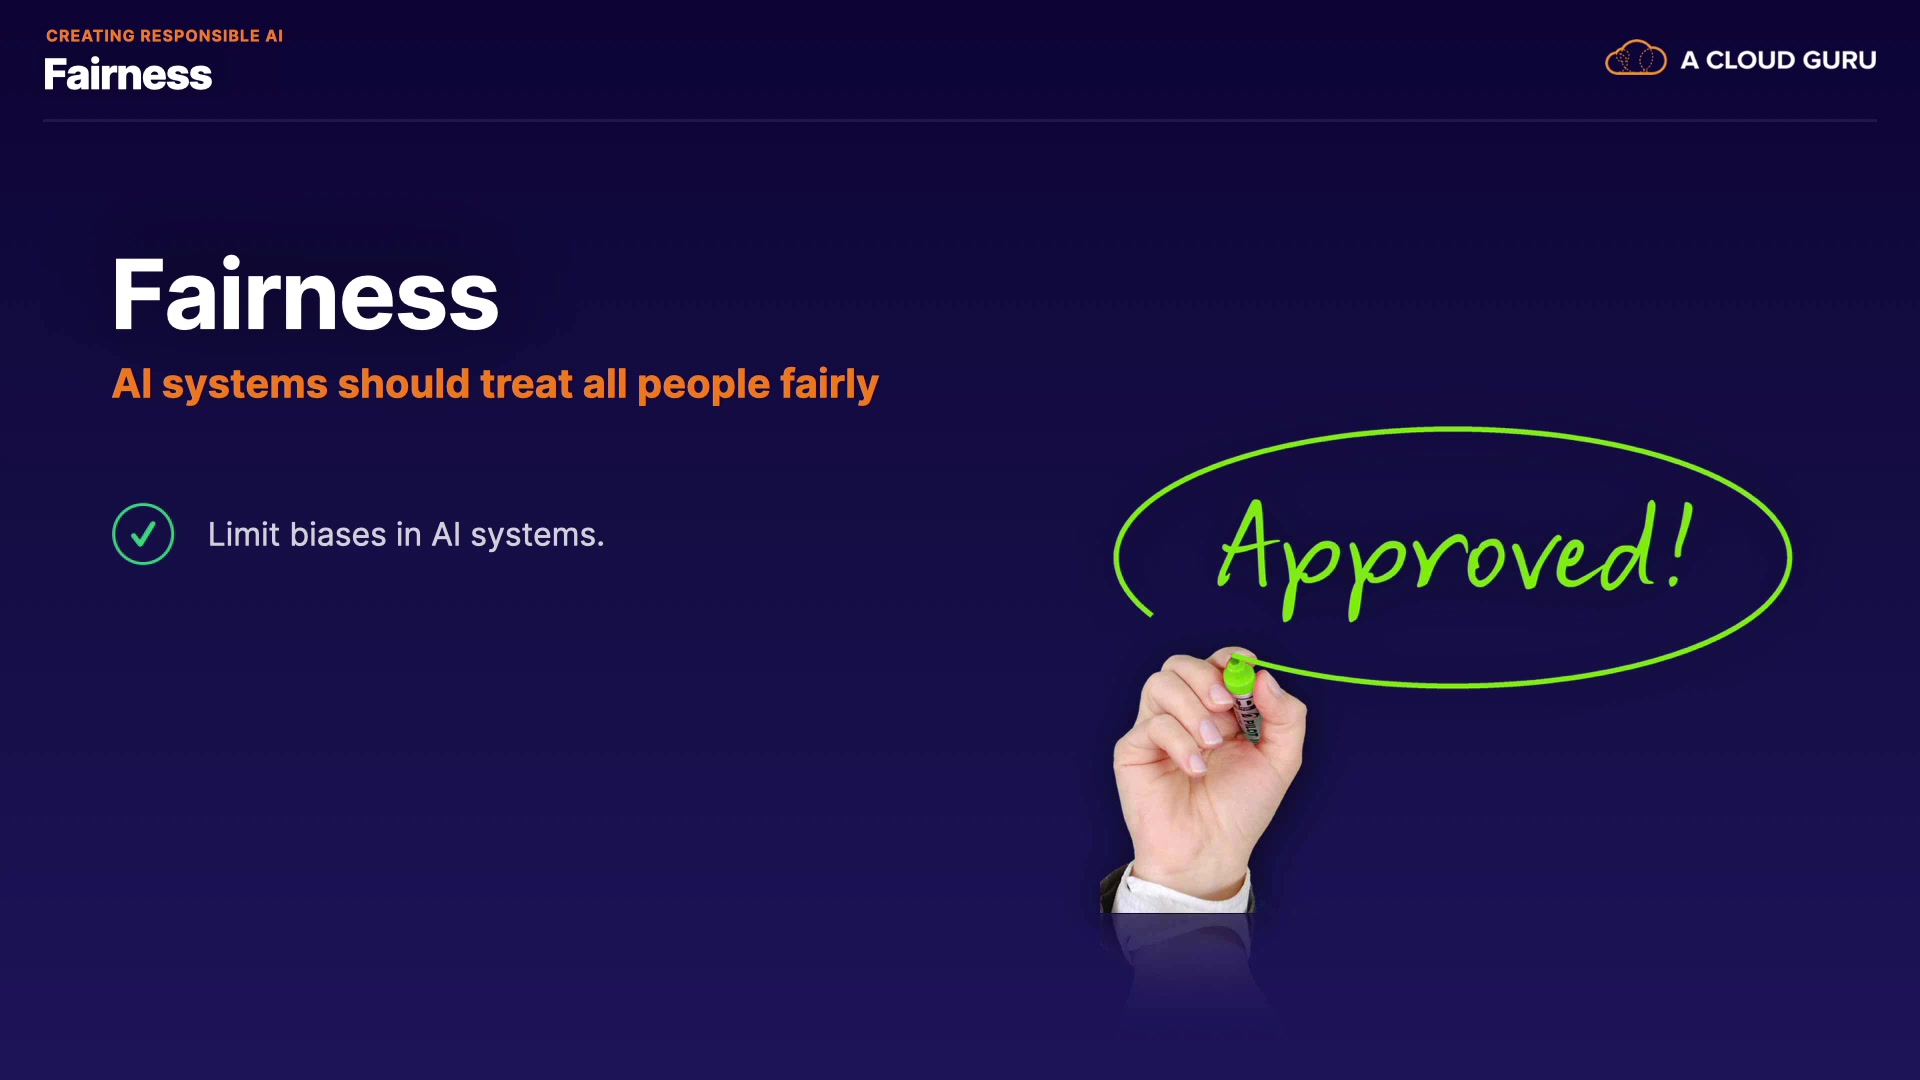 CREATING RESPONSIBLE AI
Fairness
A CLOUD GURU
Fairness
AI systems should treat all people fairly
Limit biases in AI systems.
Approved!
PILOT